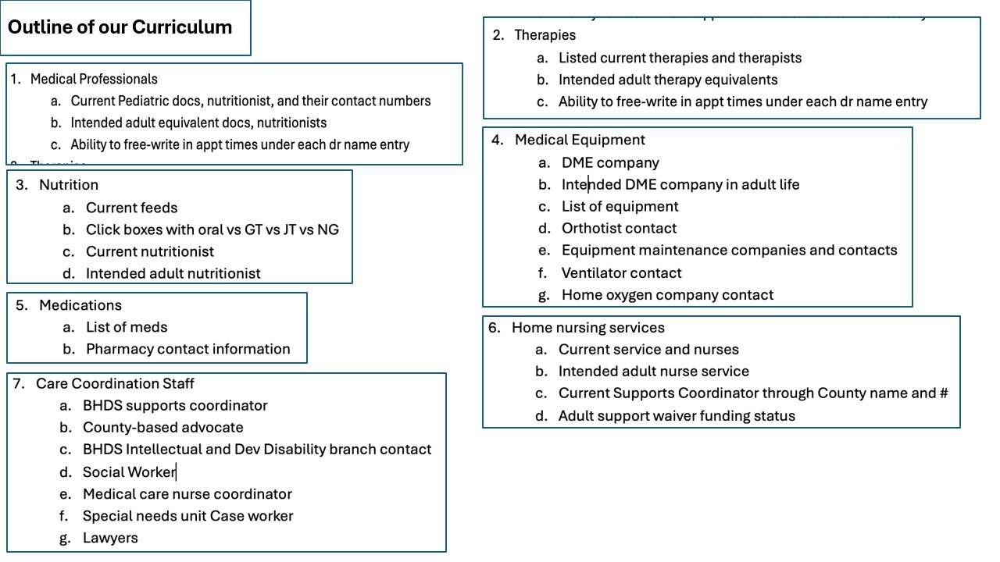 Outline of our Curriculum
1. Medical Professionals
a. Current Pediatric docs, nutritionist, and their contact numbers
b. Intended adult equivalent docs, nutritionists
c. Ability to free-write in appt times under each dr name entry
2. Therapies
a. Listed current therapies and therapists
b. Intended adult therapy equivalents
c. Ability to free-write in appt times under each dr name entry
3. Nutrition
a. Current feeds
b. Click boxes with oral vs GT vs JT vs NG
c. Current nutritionist
d. Intended adult nutritionist
4. Medical Equipment
a. DME company
b. Intended DME company in adult life
c. List of equipment
d. Orthotist contact
e. Equipment maintenance companies and contacts
f. Ventilator contact
g. Home oxygen company contact
5. Medications
a. List of meds
b. Pharmacy contact information
6. Home nursing services
a. Current service and nurses
b. Intended adult nurse service
c. Current Supports Coordinator through County name and #
d. Adult support waiver funding status
7. Care Coordination Staff
a. BHDS supports coordinator
b. County-based advocate
c. BHDS Intellectual and Dev Disability branch contact
d. Social Worker
e. Medical care nurse coordinator
f. Special needs unit Case worker
g. Lawyers